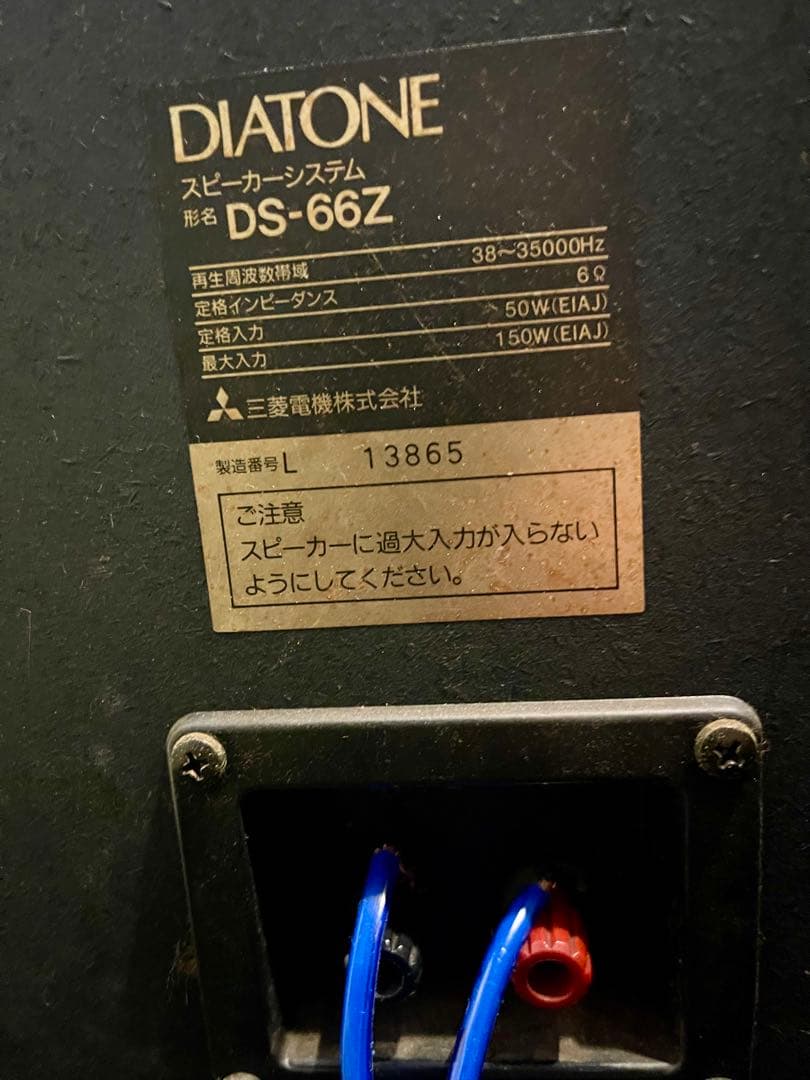 DIATONE
スピーカーシステム
形名 DS-66Z
再生周波数帯域 38～35000Hz
定格インピーダンス 6Ω
定格入力 50W(EIAJ)
最大入力 150W(EIAJ)
三菱電機株式会社
製造番号 L 13865
ご注意
スピーカーに過大入力が入らない
ようにしてください。